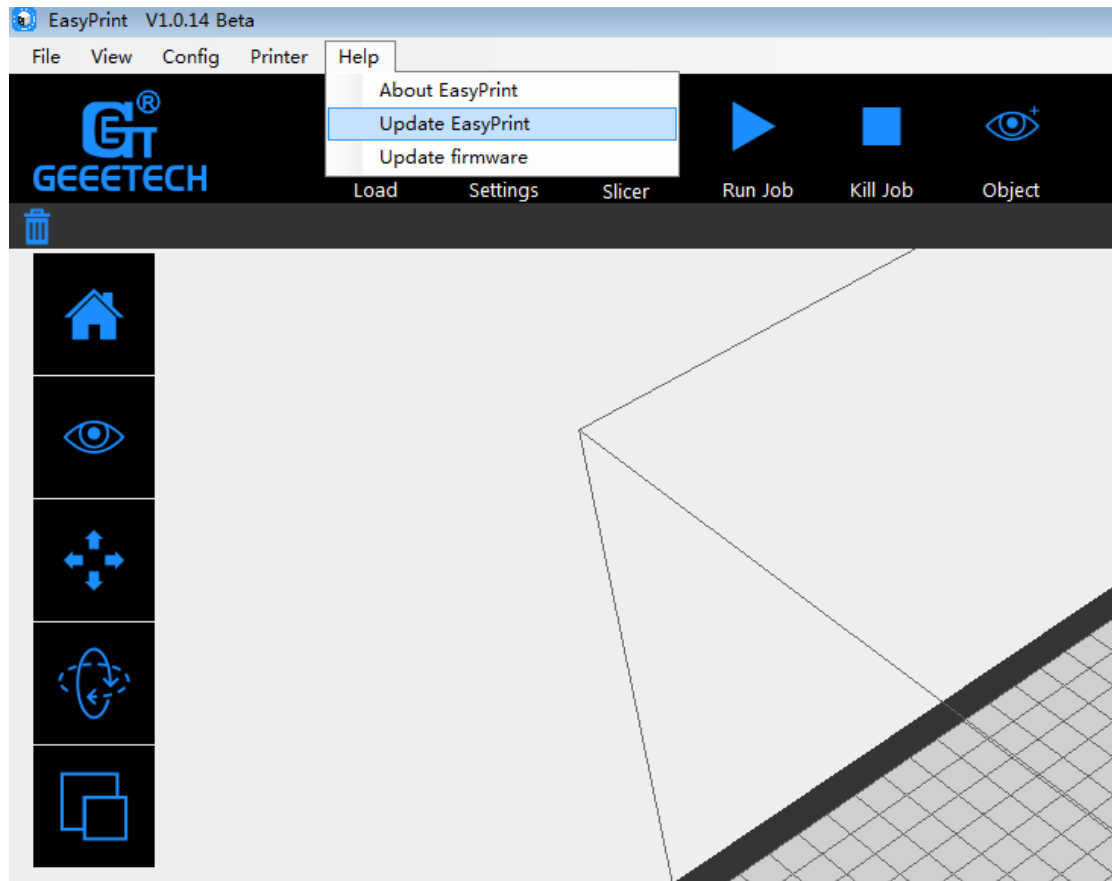 EasyPrint V1.0.14 Beta
File View Config Printer Help
About EasyPrint
Update EasyPrint
Update firmware
GEEETECH®
Load Settings Slicer Run Job Kill Job Object